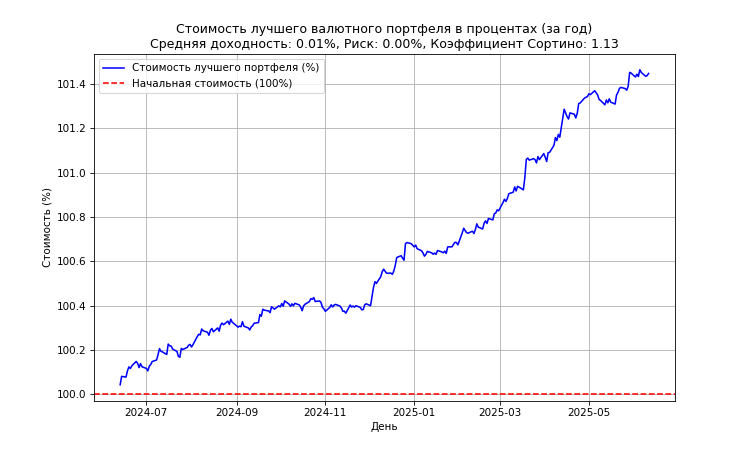 Стоимость лучшего валютного портфеля в процентах (за год)
Средняя доходность: 0.01%, Риск: 0.00%, Коэффициент Сортино: 1.13
Стоимость лучшего портфеля (%)
Начальная стоимость (100%)
Стоимость (%)
101.4
101.2
101.0
100.8
100.6
100.4
100.2
100.0
2024-07
2024-09
2024-11
2025-01
2025-03
2025-05
День